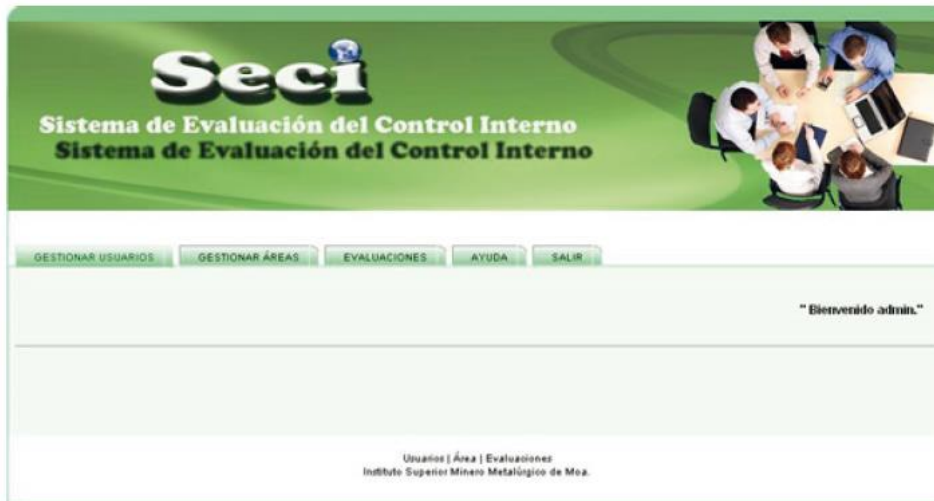 Seci
Sistema de Evaluación del Control Interno
Sistema de Evaluación del Control Interno
GESTIONAR USUARIOS GESTIONAR ÁREAS EVALUACIONES AYUDA SALIR
" Bienvenido admin."
Usuarios | Área | Evaluaciones
Instituto Superior Minero Metalúrgico de Moa.